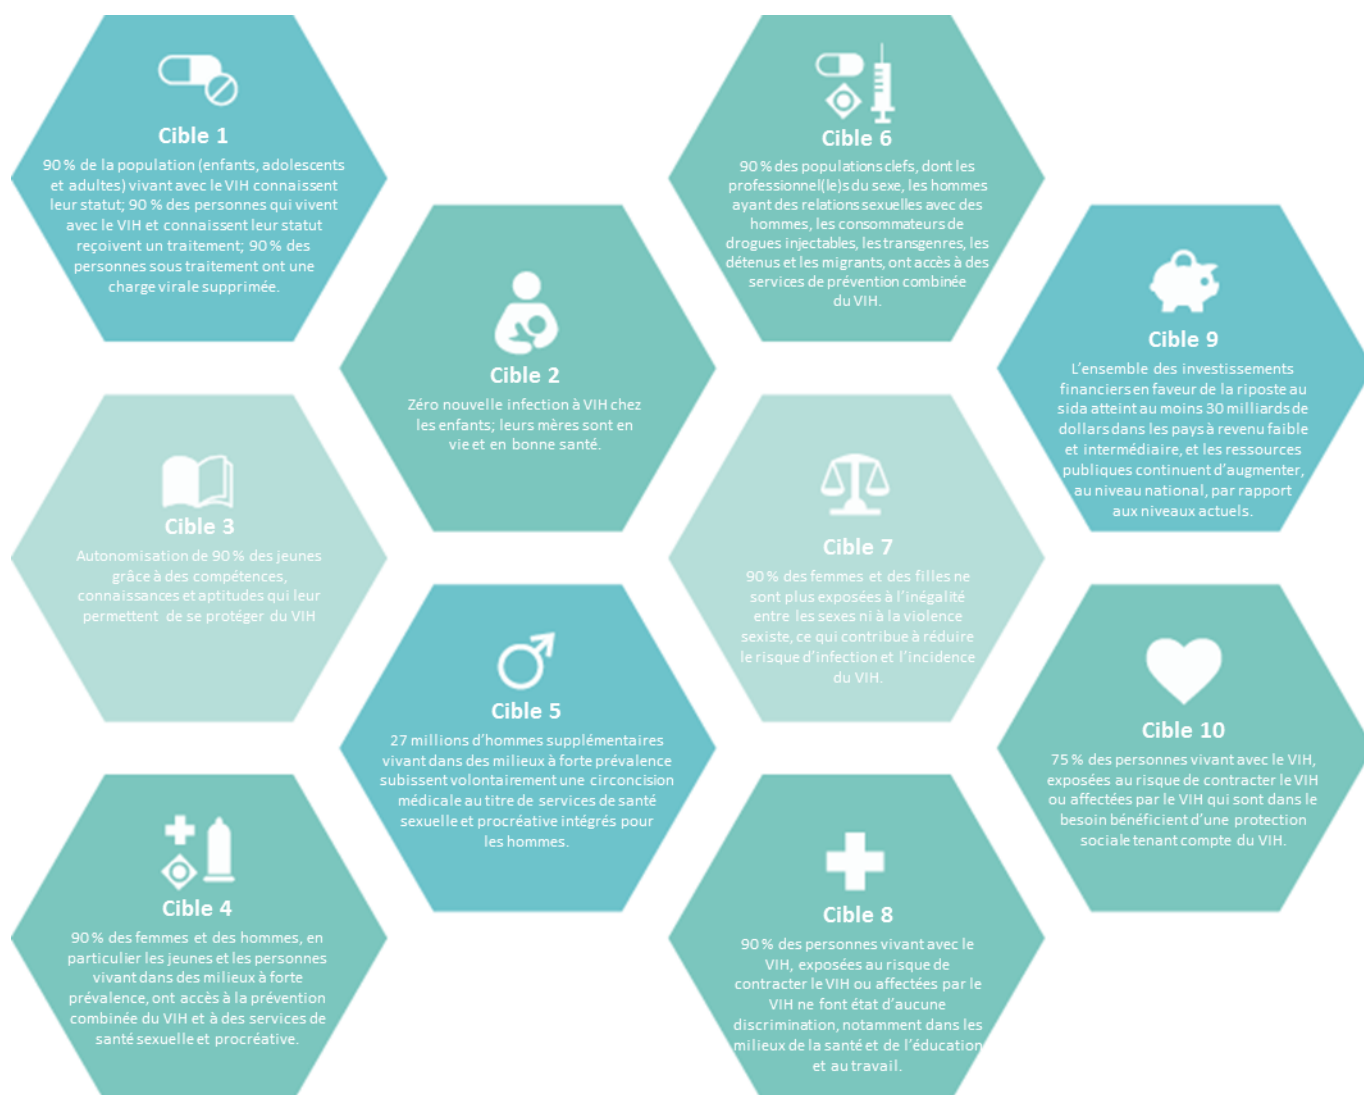 Cible 1
90 % de la population (enfants, adolescents
et adultes) vivant avec le VIH connaissent
leur statut; 90 % des personnes qui vivent
avec le VIH et connaissent leur statut
reçoivent un traitement; 90 % des
personnes sous traitement ont une
charge virale supprimée.
Cible 2
Zéro nouvelle infection à VIH chez
les enfants; leurs mères sont en
vie et en bonne santé.
Cible 3
Autonomisation de 90 % des jeunes
grâce à des compétences,
connaissances et aptitudes qui leur
permettent de se protéger du VIH
Cible 4
90 % des femmes et des hommes, en
particulier les jeunes et les personnes
vivant dans des milieux à forte
prévalence, ont accès à la prévention
combinée du VIH et à des services de
santé sexuelle et procréative.
Cible 5
27 millions d’hommes supplémentaires
vivant dans des milieux à forte prévalence
subissent volontairement une circoncision
médicale au titre de services de santé
sexuelle et procréative intégrés pour
les hommes.
Cible 6
90 % des populations clefs, dont les
professionnel(le)s du sexe, les hommes
ayant des relations sexuelles avec des
hommes, les consommateurs de
drogues injectables, les transgenres, les
détenus et les migrants, ont accès à des
services de prévention combinée
du VIH.
Cible 7
90 % des femmes et des filles ne
sont plus exposées à l’inégalité
entre les sexes ni à la violence
sexiste, ce qui contribue à réduire
le risque d’infection et l’incidence
du VIH.
Cible 8
90 % des personnes vivant avec le
VIH, exposées au risque de
contracter le VIH ou affectées par le
VIH ne font état d’aucune
discrimination, notamment dans les
milieux de la santé et de l’éducation
et au travail.
Cible 9
L’ensemble des investissements
financiers en faveur de la riposte au
sida atteint au moins 30 milliards de
dollars dans les pays à revenu faible
et intermédiaire, et les ressources
publiques continuent d’augmenter,
au niveau national, par rapport
aux niveaux actuels.
Cible 10
75 % des personnes vivant avec le VIH,
exposées au risque de contracter le VIH
ou affectées par le VIH qui sont dans le
besoin bénéficient d’une protection
sociale tenant compte du VIH.